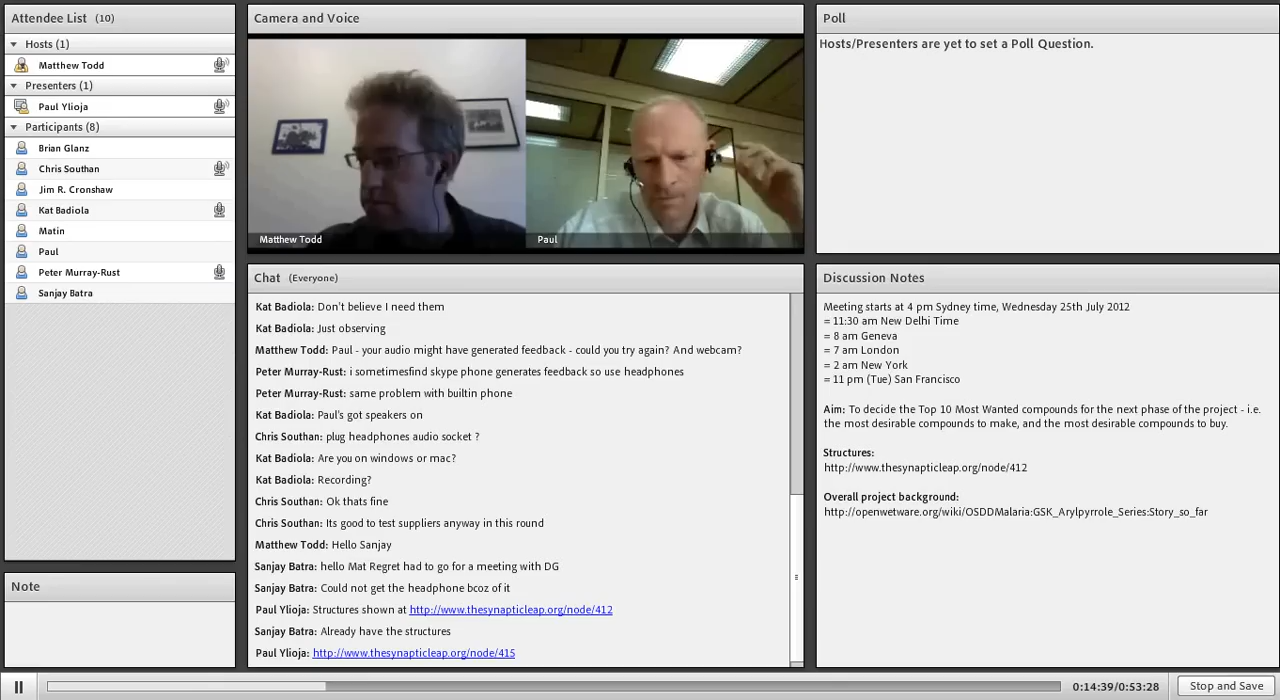 Attendee List (10)
Hosts (1)
Matthew Todd
Presenters (1)
Paul Ylioja
Participants (8)
Brian Glanz
Chris Southan
Jim R. Cronshaw
Kat Badiola
Matin
Paul
Peter Murray-Rust
Sanjay Batra
Note
Camera and Voice
Matthew Todd
Paul
Chat (Everyone)
Kat Badiola: Don't believe I need them
Kat Badiola: Just observing
Matthew Todd: Paul - your audio might have generated feedback - could you try again? And webcam?
Peter Murray-Rust: i sometimesfind skype phone generates feedback so use headphones
Peter Murray-Rust: same problem with builtin phone
Kat Badiola: Paul's got speakers on
Chris Southan: plug headphones audio socket ?
Kat Badiola: Are you on windows or mac?
Kat Badiola: Recording?
Chris Southan: Ok thats fine
Chris Southan: Its good to test suppliers anyway in this round
Matthew Todd: Hello Sanjay
Sanjay Batra: hello Mat Regret had to go for a meeting with DG
Sanjay Batra: Could not get the headphone bcoz of it
Paul Ylioja: Structures shown at http://www.thesynapticleap.org/node/412
Sanjay Batra: Already have the structures
Paul Ylioja: http://www.thesynapticleap.org/node/415
Poll
Hosts/Presenters are yet to set a Poll Question.
Discussion Notes
Meeting starts at 4 pm Sydney time, Wednesday 25th July 2012
= 11:30 am New Delhi Time
= 8 am Geneva
= 7 am London
= 2 am New York
= 11 pm (Tue) San Francisco
Aim: To decide the Top 10 Most Wanted compounds for the next phase of the project - i.e.
the most desirable compounds to make, and the most desirable compounds to buy.
Structures:
http://www.thesynapticleap.org/node/412
Overall project background:
http://openwetware.org/wiki/OSDDMalaria:GSK_Arylpyrrole_Series:Story_so_far
0:14:39/0:53:28
Stop and Save